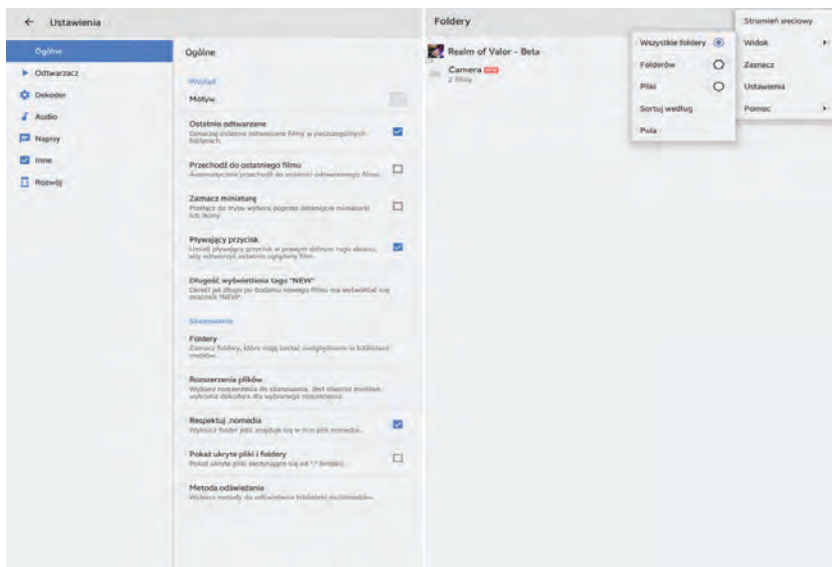 ← Ustawienia
Ogólne
Odtwarzacz
Dekoder
Audio
Napisy
Inne
Rozwój
Ogólne
Wygląd
Motyw
Ostatnio odtwarzane
Oznaczaj ostatnio odtwarzane filmy w poszczególnych
folderach.
Przechodź do ostatniego filmu
Automatycznie przechodź do ostatnio odtwarzanego filmu.
Zaznacz miniaturę
Przełącz do trybu wyboru poprzez dotknięcie miniaturki
lub ikony.
Pływający przycisk
Umieść pływający przycisk w prawym dolnym rogu ekranu,
aby odtworzyć ostatnio oglądany film.
Długość wyświetlania tagu "NEW"
Określ jak długo po dodaniu nowego filmu ma wyświetlać się
znacznik "NEW".
Skanowanie
Foldery
Zaznacz foldery, które mają zostać uwzględnione w bibliotece
mediów.
Rozszerzenia plików
Wybierz rozszerzenia do skanowania. Jest również możliwe
wybranie dekodera dla wybranego rozszerzenia.
Respektuj .nomedia
Wyklucz folder jeśli znajduje się w nim plik nomedia.
Pokaż ukryte pliki i foldery
Pokaż ukryte pliki zaczynające się od "." (kropki).
Metoda odświeżania
Wybierz metody do odświeżania biblioteki multimediów.
Foldery
Realm of Valor - Beta
Camera NEW
2 filmy
Wszystkie foldery
Folderów
Pliki
Sortuj według
Pola
Strumień sieciowy
Widok
Zaznacz
Ustawienia
Pomoc